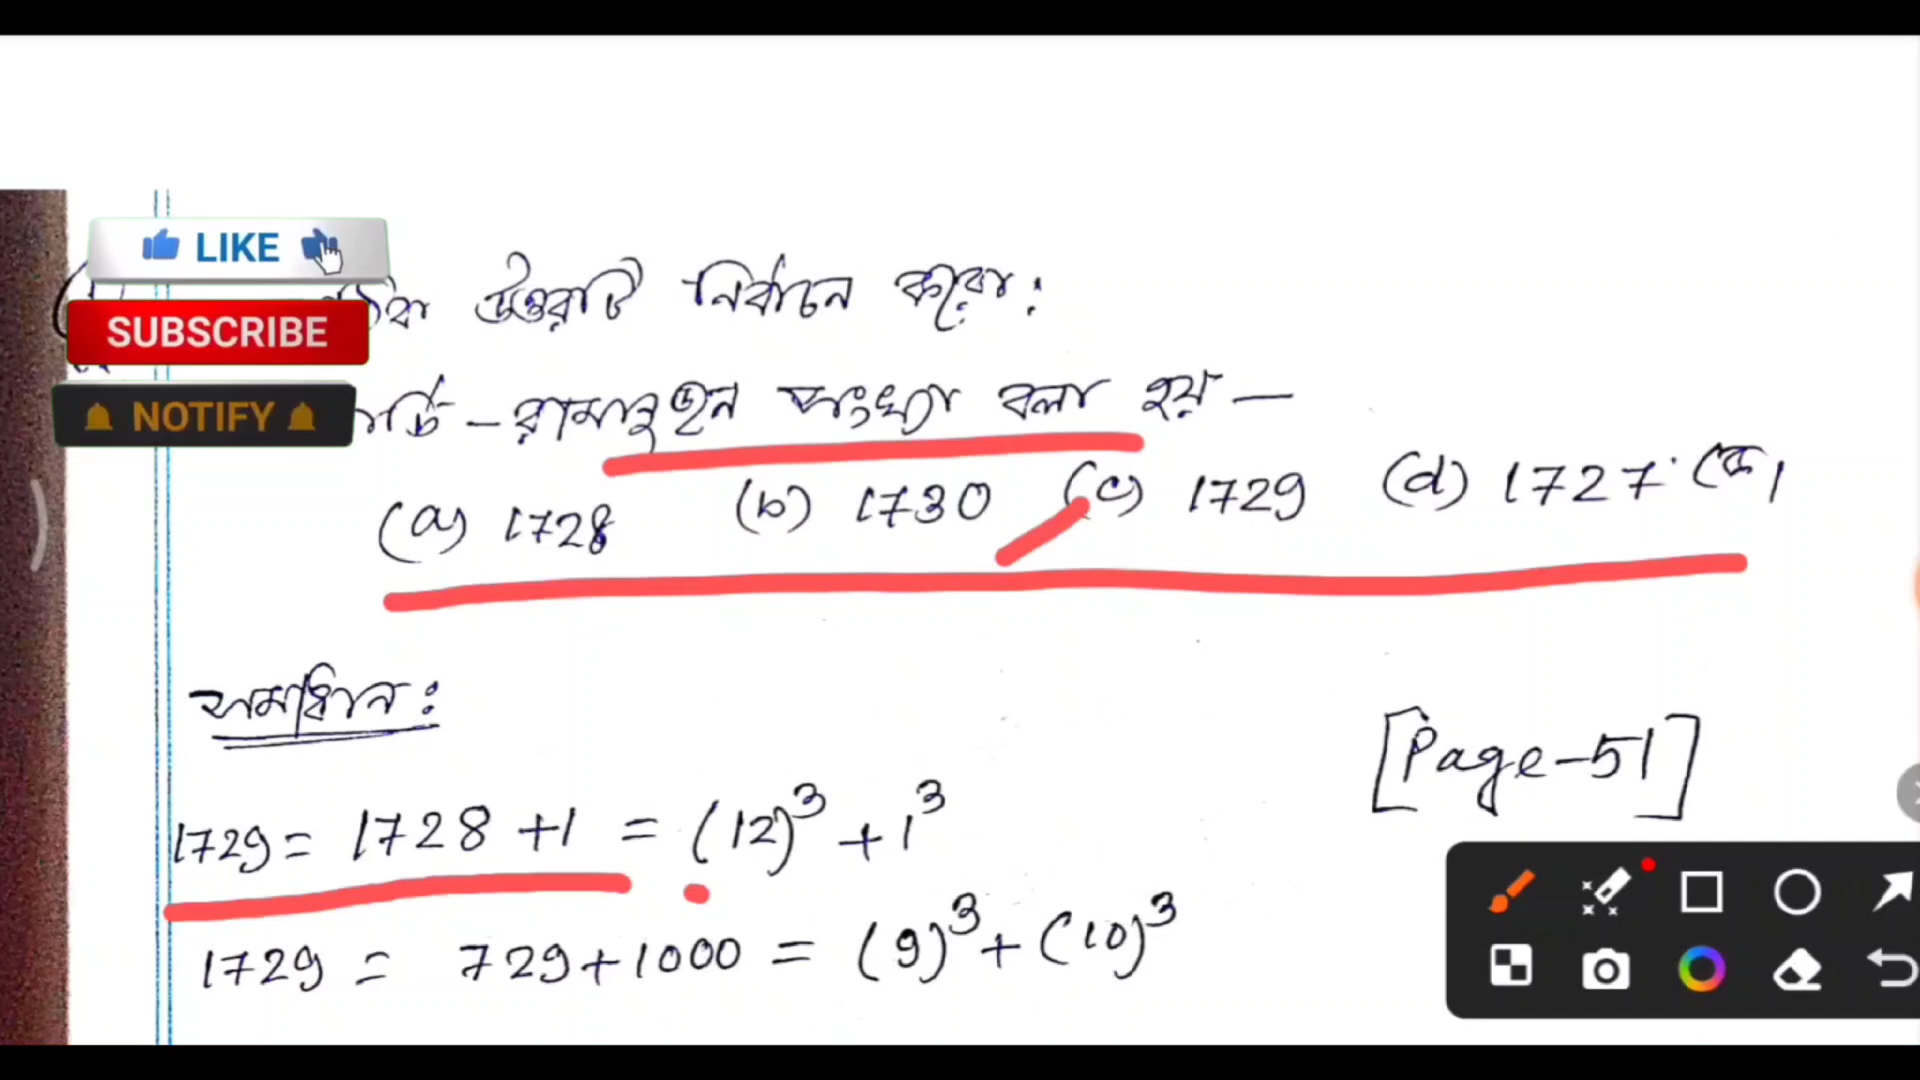 LIKE
SUBSCRIBE
NOTIFY
উত্তরটি নির্বাচন করো:
— রামানুজন সংখ্যা বলা হয় —
(a) 1728 (b) 1730 (c) 1729 (d) 1727 কে।
সমাধান:
[Page-51]
1729 = 1728 + 1 = (12)³ + 1³
1729 = 729 + 1000 = (9)³ + (10)³